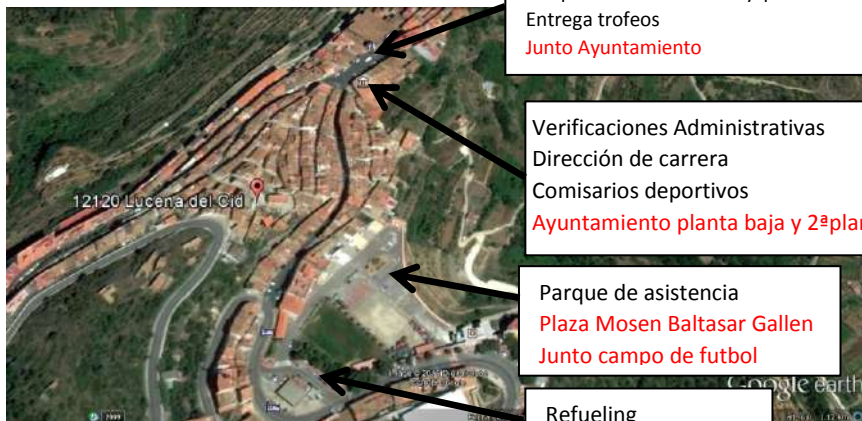 Entrega trofeos
Junto Ayuntamiento
Verificaciones Administrativas
Dirección de carrera
Comisarios deportivos
Ayuntamiento planta baja y 2ªplan
12120 Lucena del Cid
Parque de asistencia
Plaza Mosen Baltasar Gallen
Junto campo de futbol
Google earth
Refueling